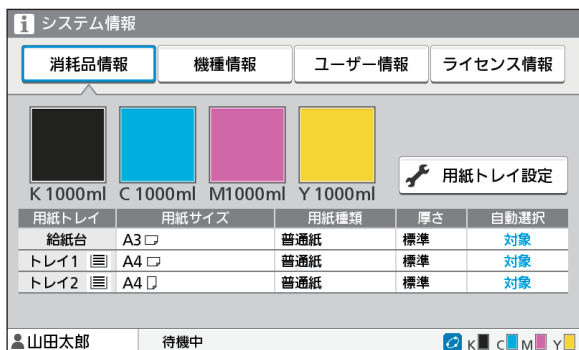 i システム情報
消耗品情報 機種情報 ユーザー情報 ライセンス情報
K 1000ml C 1000ml M1000ml Y 1000ml
用紙トレイ設定
用紙トレイ 用紙サイズ 用紙種類 厚さ 自動選択
給紙台 A3 普通紙 標準 対象
トレイ1 A4 普通紙 標準 対象
トレイ2 A4 普通紙 標準 対象
山田太郎 待機中 K C M Y